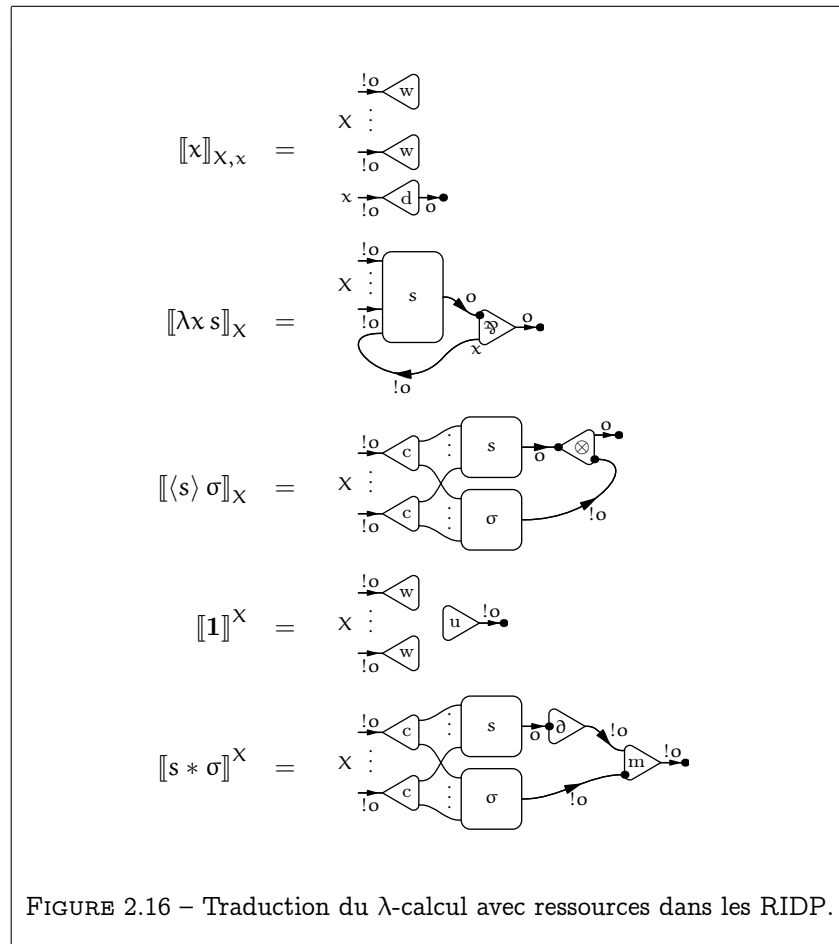 !o
w
X ⋮
⟦x⟧X,x =
w
!o
x d
!o o
!o
X ⋮ s o
⟦λx s⟧X =
!o ⅋ o
x
!o
!o c ⋮ s o ⊗ o
X ⋮
⟦⟨s⟩ σ⟧X =
!o c ⋮ σ !o
!o
w
⟦1⟧X = X ⋮ u !o
w
!o
!o c ⋮ s o ∂ !o
X ⋮
⟦s ∗ σ⟧X = m !o
!o c ⋮ σ !o
FIGURE 2.16 – Traduction du λ-calcul avec ressources dans les RIDP.